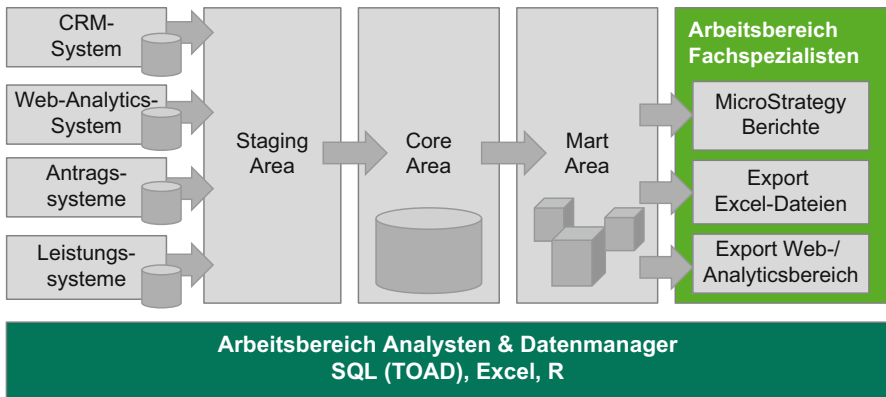 CRM-
System
Web-Analytics-
System
Antrags-
systeme
Leistungs-
systeme
Staging
Area
Core
Area
Mart
Area
Arbeitsbereich
Fachspezialisten
MicroStrategy
Berichte
Export
Excel-Dateien
Export Web-/
Analyticsbereich
Arbeitsbereich Analysten & Datenmanager
SQL (TOAD), Excel, R